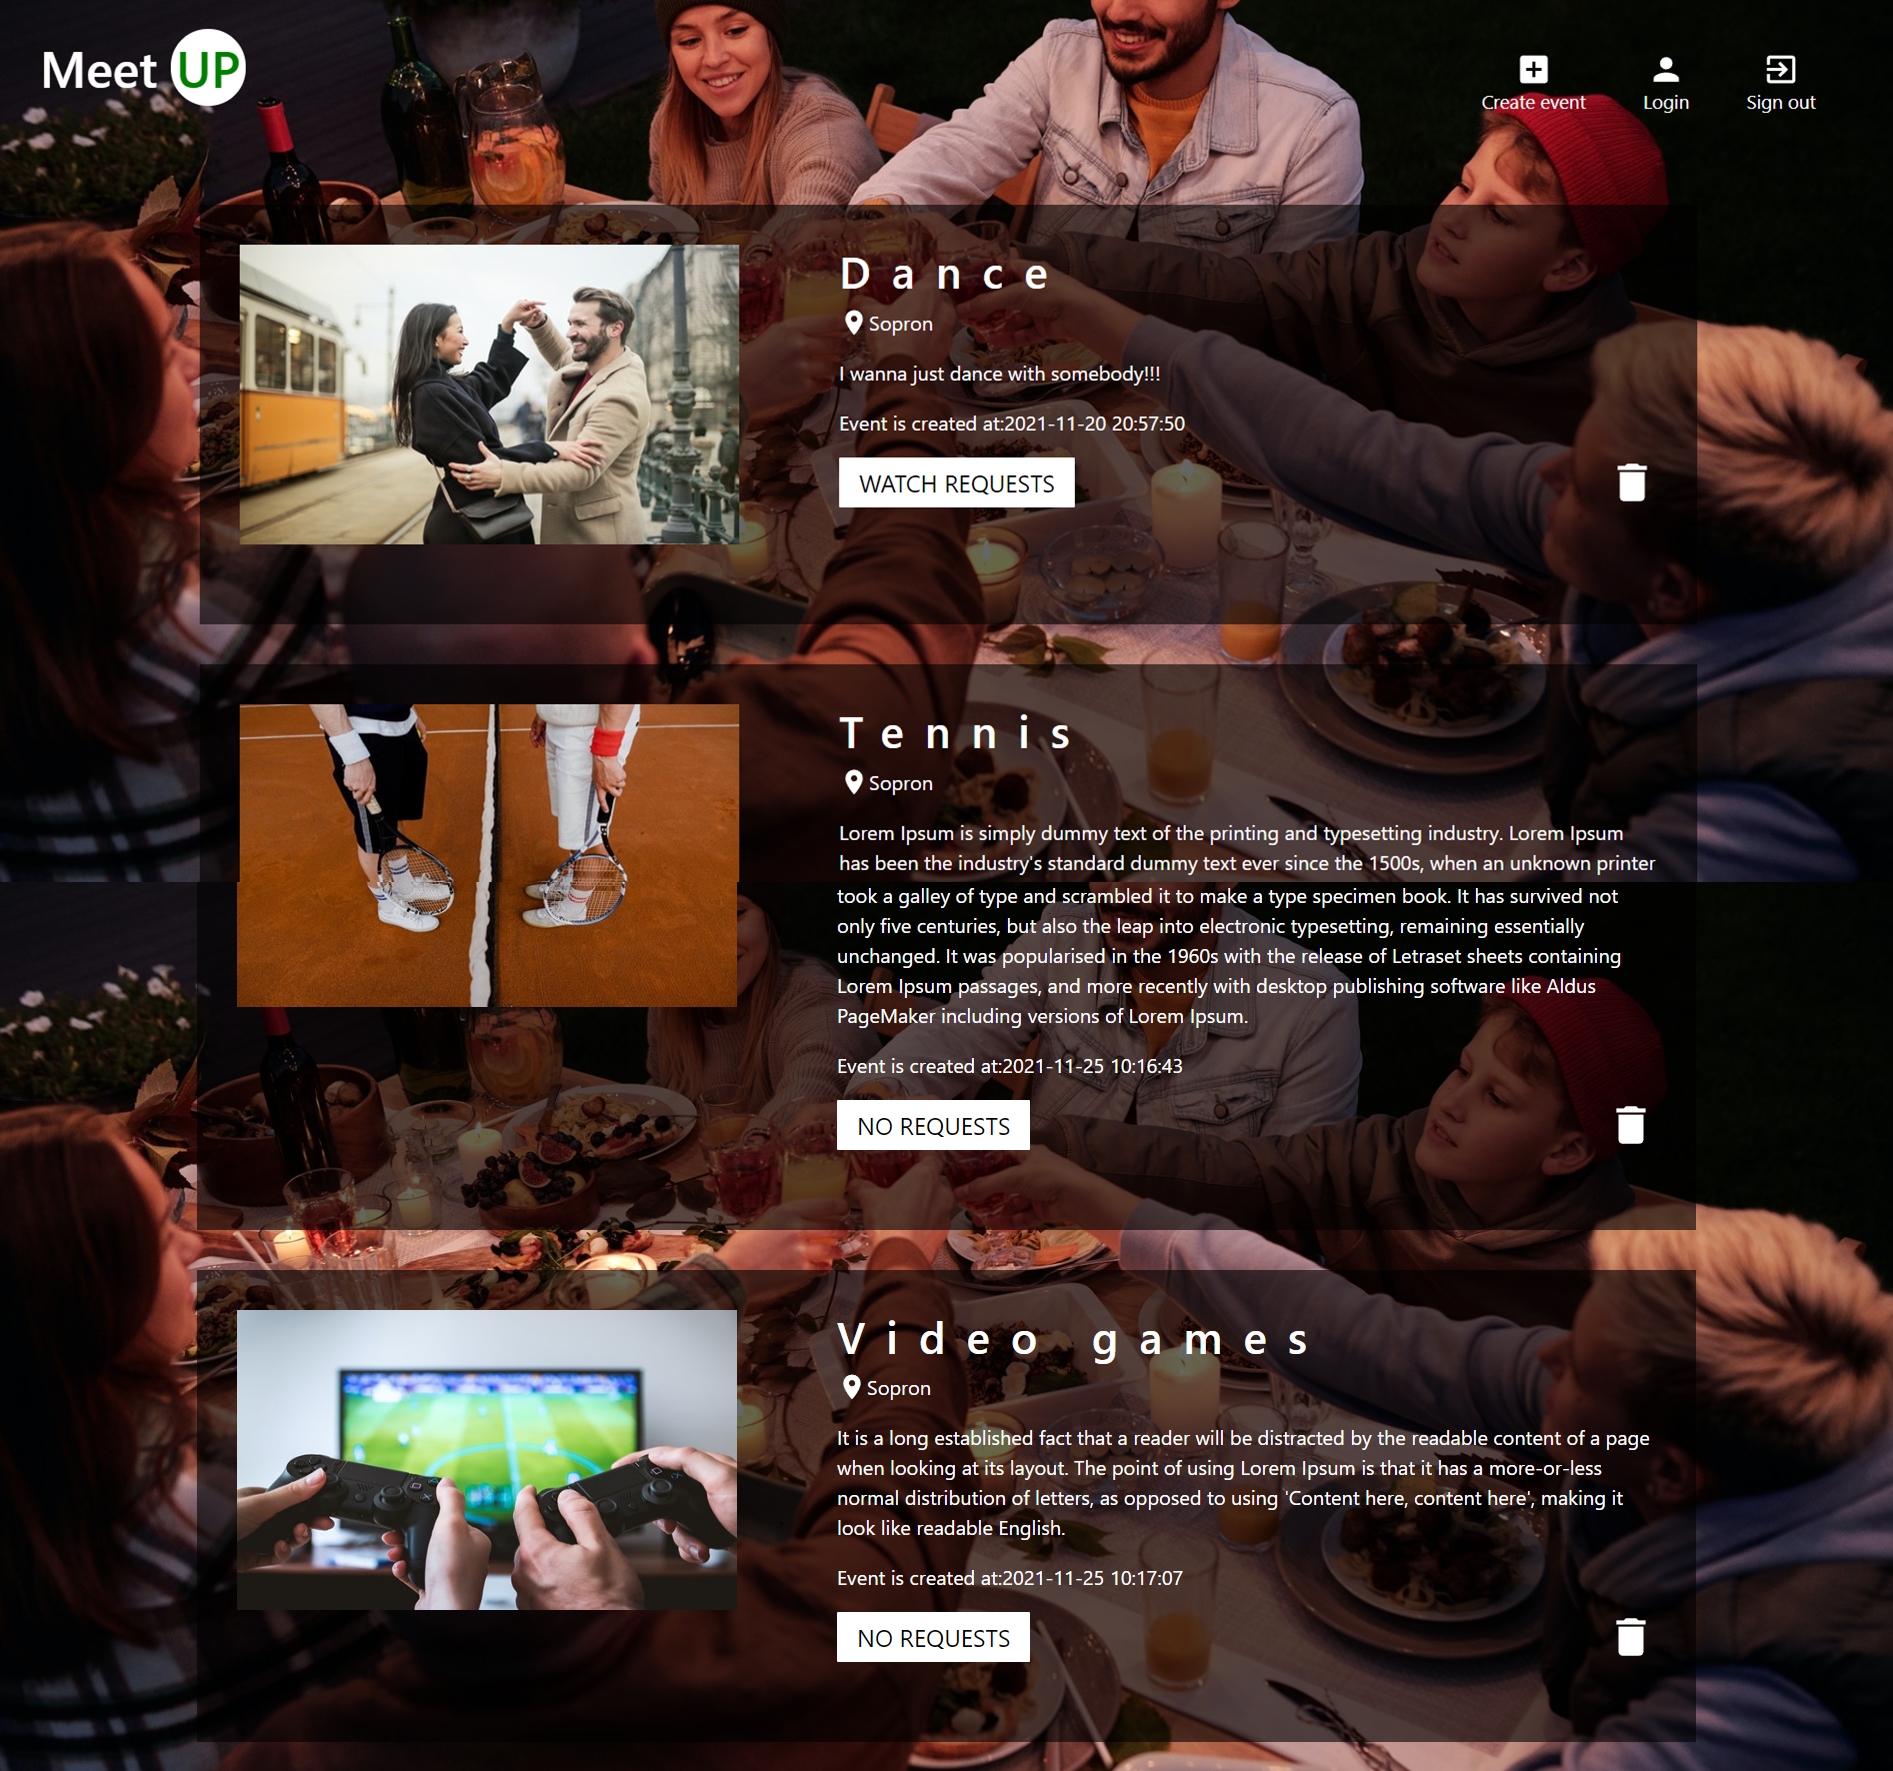 Meet UP
Create event
Login
Sign out
Dance
Sopron
I wanna just dance with somebody!!!
Event is created at:2021-11-20 20:57:50
WATCH REQUESTS
Tennis
Sopron
Lorem Ipsum is simply dummy text of the printing and typesetting industry. Lorem Ipsum
has been the industry's standard dummy text ever since the 1500s, when an unknown printer
took a galley of type and scrambled it to make a type specimen book. It has survived not
only five centuries, but also the leap into electronic typesetting, remaining essentially
unchanged. It was popularised in the 1960s with the release of Letraset sheets containing
Lorem Ipsum passages, and more recently with desktop publishing software like Aldus
PageMaker including versions of Lorem Ipsum.
Event is created at:2021-11-25 10:16:43
NO REQUESTS
Video games
Sopron
It is a long established fact that a reader will be distracted by the readable content of a page
when looking at its layout. The point of using Lorem Ipsum is that it has a more-or-less
normal distribution of letters, as opposed to using 'Content here, content here', making it
look like readable English.
Event is created at:2021-11-25 10:17:07
NO REQUESTS